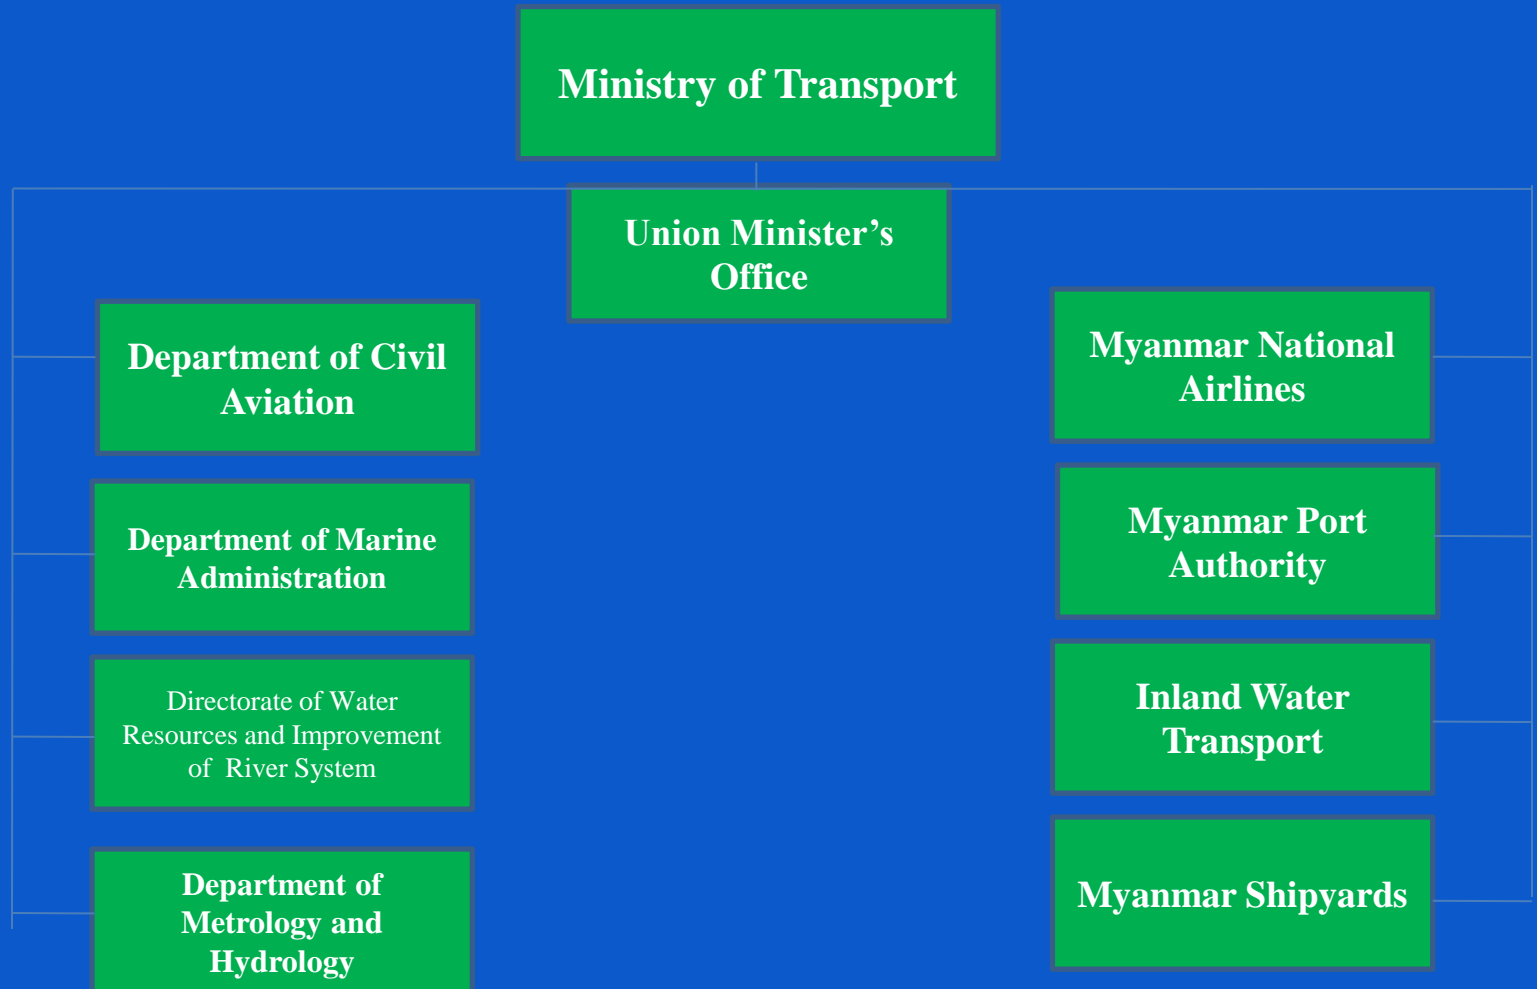 Ministry of Transport
Union Minister’s
Office
Department of Civil
Aviation
Department of Marine
Administration
Directorate of Water
Resources and Improvement
of  River System
Department of
Metrology and
Hydrology
Myanmar National
Airlines
Myanmar Port
Authority
Inland Water
Transport
Myanmar Shipyards